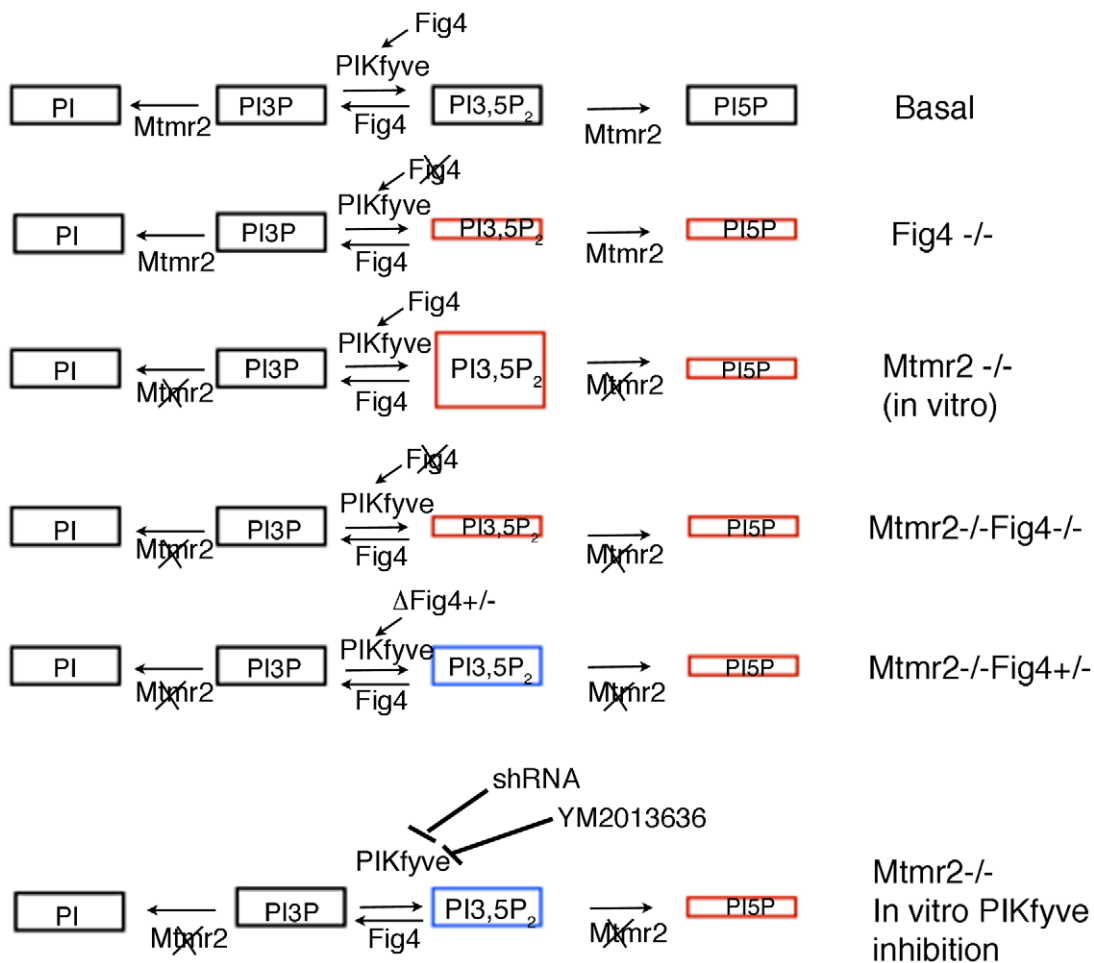 Fig4
PIKfyve
PI Mtmr2 PI3P Fig4 PI3,5P2 Mtmr2 PI5P Basal
Fig4
PIKfyve
PI Mtmr2 PI3P Fig4 PI3,5P2 Mtmr2 PI5P Fig4 -/-
Fig4
PIKfyve
PI Mtmr2 PI3P Fig4 PI3,5P2 Mtmr2 PI5P Mtmr2 -/-
(in vitro)
Fig4
PIKfyve
PI Mtmr2 PI3P Fig4 PI3,5P2 Mtmr2 PI5P Mtmr2-/-Fig4-/-
ΔFig4+/-
PIKfyve
PI Mtmr2 PI3P Fig4 PI3,5P2 Mtmr2 PI5P Mtmr2-/-Fig4+/-
shRNA
YM2013636
PIKfyve
PI Mtmr2 PI3P Fig4 PI3,5P2 Mtmr2 PI5P Mtmr2-/-
In vitro PIKfyve
inhibition